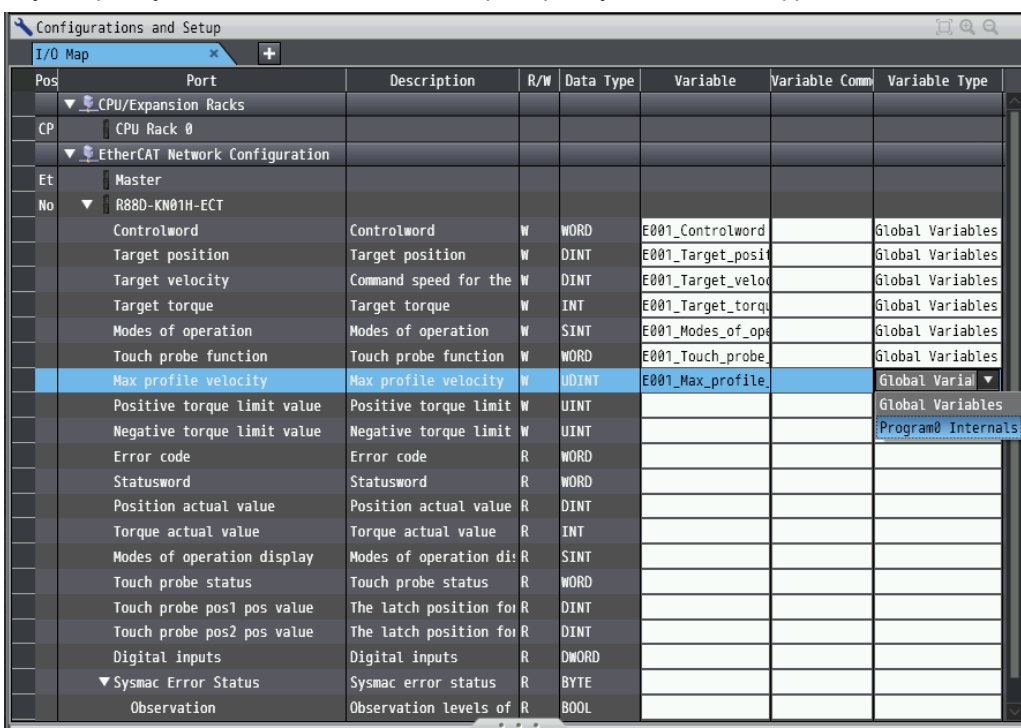 Configurations and Setup
I/O Map × +
Pos Port Description R/W Data Type Variable Variable Comm Variable Type
▼ CPU/Expansion Racks
CP CPU Rack 0
▼ EtherCAT Network Configuration
Et Master
No ▼ R88D-KN01H-ECT
Controlword Controlword W WORD E001_Controlword Global Variables
Target position Target position W DINT E001_Target_posit Global Variables
Target velocity Command speed for the W DINT E001_Target_veloc Global Variables
Target torque Target torque W INT E001_Target_torqu Global Variables
Modes of operation Modes of operation W SINT E001_Modes_of_ope Global Variables
Touch probe function Touch probe function W WORD E001_Touch_probe_ Global Variables
Max profile velocity Max profile velocity W UDINT E001_Max_profile_ Global Varia ▼
Positive torque limit value Positive torque limit W UINT Global Variables
Negative torque limit value Negative torque limit W UINT Program0 Internals
Error code Error code R WORD
Statusword Statusword R WORD
Position actual value Position actual value R DINT
Torque actual value Torque actual value R INT
Modes of operation display Modes of operation dis R SINT
Touch probe status Touch probe status R WORD
Touch probe pos1 pos value The latch position for R DINT
Touch probe pos2 pos value The latch position for R DINT
Digital inputs Digital inputs R DWORD
▼ Sysmac Error Status Sysmac error status R BYTE
Observation Observation levels of R BOOL